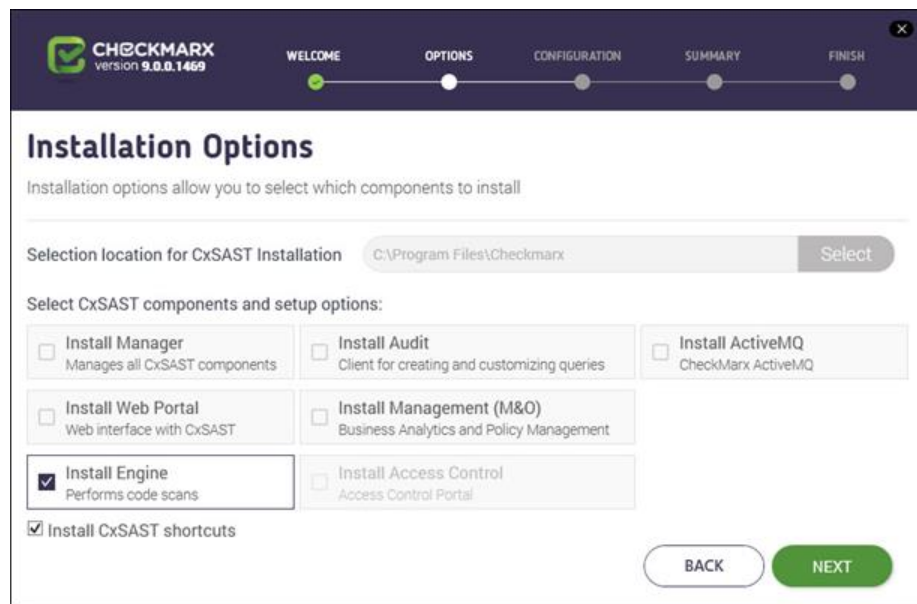 CHECKMARX
version 9.0.0.1469
WELCOME
OPTIONS
CONFIGURATION
SUMMARY
FINISH
Installation Options
Installation options allow you to select which components to install
Selection location for CxSAST Installation
C:\Program Files\Checkmarx
Select
Select CxSAST components and setup options:
Install Manager
Manages all CxSAST components
Install Audit
Client for creating and customizing queries
Install ActiveMQ
CheckMarx ActiveMQ
Install Web Portal
Web interface with CxSAST
Install Management (M&O)
Business Analytics and Policy Management
Install Engine
Performs code scans
Install Access Control
Access Control Portal
Install CxSAST shortcuts
BACK
NEXT